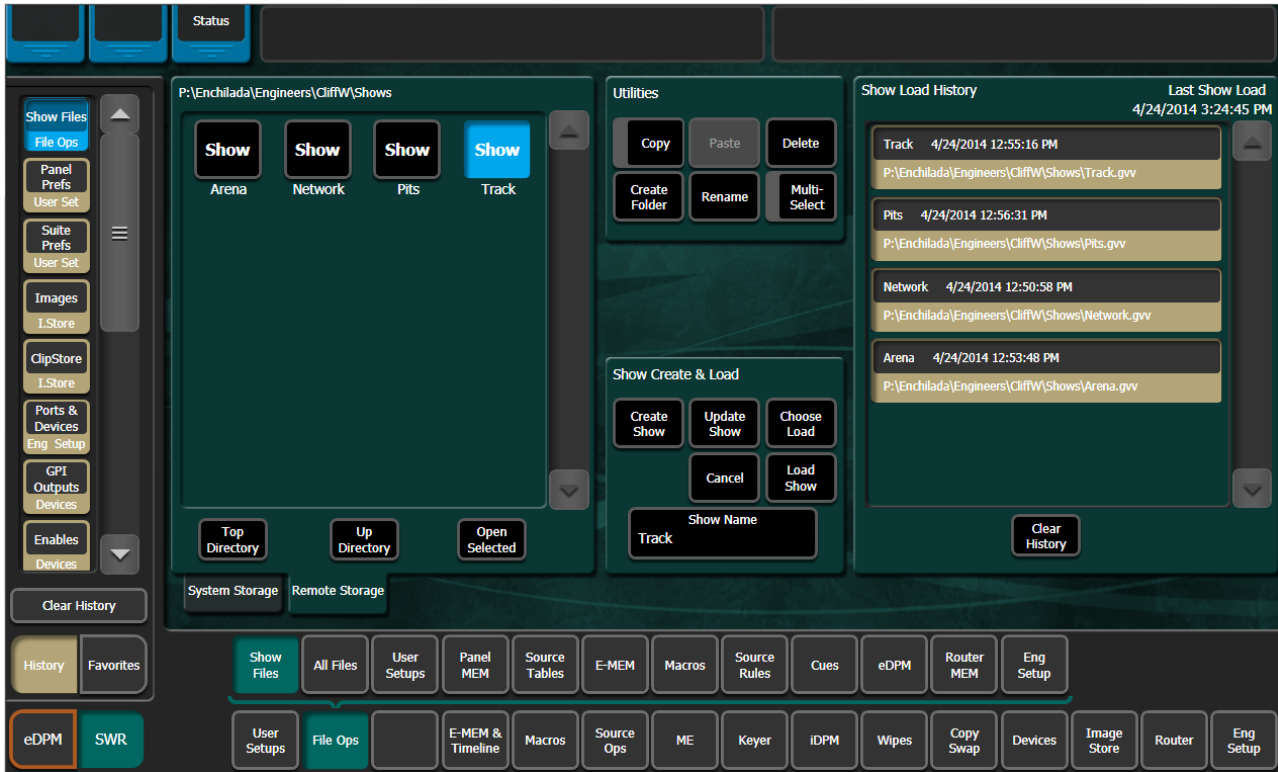 Status
Show Files
File Ops
Panel
Prefs
User Set
Suite
Prefs
User Set
Images
I.Store
ClipStore
I.Store
Ports &
Devices
Eng Setup
GPI
Outputs
Devices
Enables
Devices
Clear History
History
Favorites
eDPM
SWR
P:\Enchilada\Engineers\CliffW\Shows
Show
Arena
Show
Network
Show
Pits
Show
Track
Top
Directory
Up
Directory
Open
Selected
System Storage
Remote Storage
Utilities
Copy
Paste
Delete
Create
Folder
Rename
Multi-
Select
Show Create & Load
Create
Show
Update
Show
Choose
Load
Cancel
Load
Show
Show Name
Track
Show Load History
Last Show Load
4/24/2014 3:24:45 PM
Track 4/24/2014 12:55:16 PM
P:\Enchilada\Engineers\CliffW\Shows\Track.gvv
Pits 4/24/2014 12:56:31 PM
P:\Enchilada\Engineers\CliffW\Shows\Pits.gvv
Network 4/24/2014 12:50:58 PM
P:\Enchilada\Engineers\CliffW\Shows\Network.gvv
Arena 4/24/2014 12:53:48 PM
P:\Enchilada\Engineers\CliffW\Shows\Arena.gvv
Clear
History
Show
Files
All Files
User
Setups
Panel
MEM
Source
Tables
E-MEM
Macros
Source
Rules
Cues
eDPM
Router
MEM
Eng
Setup
User
Setups
File Ops
E-MEM &
Timeline
Macros
Source
Ops
ME
Keyer
iDPM
Wipes
Copy
Swap
Devices
Image
Store
Router
Eng
Setup